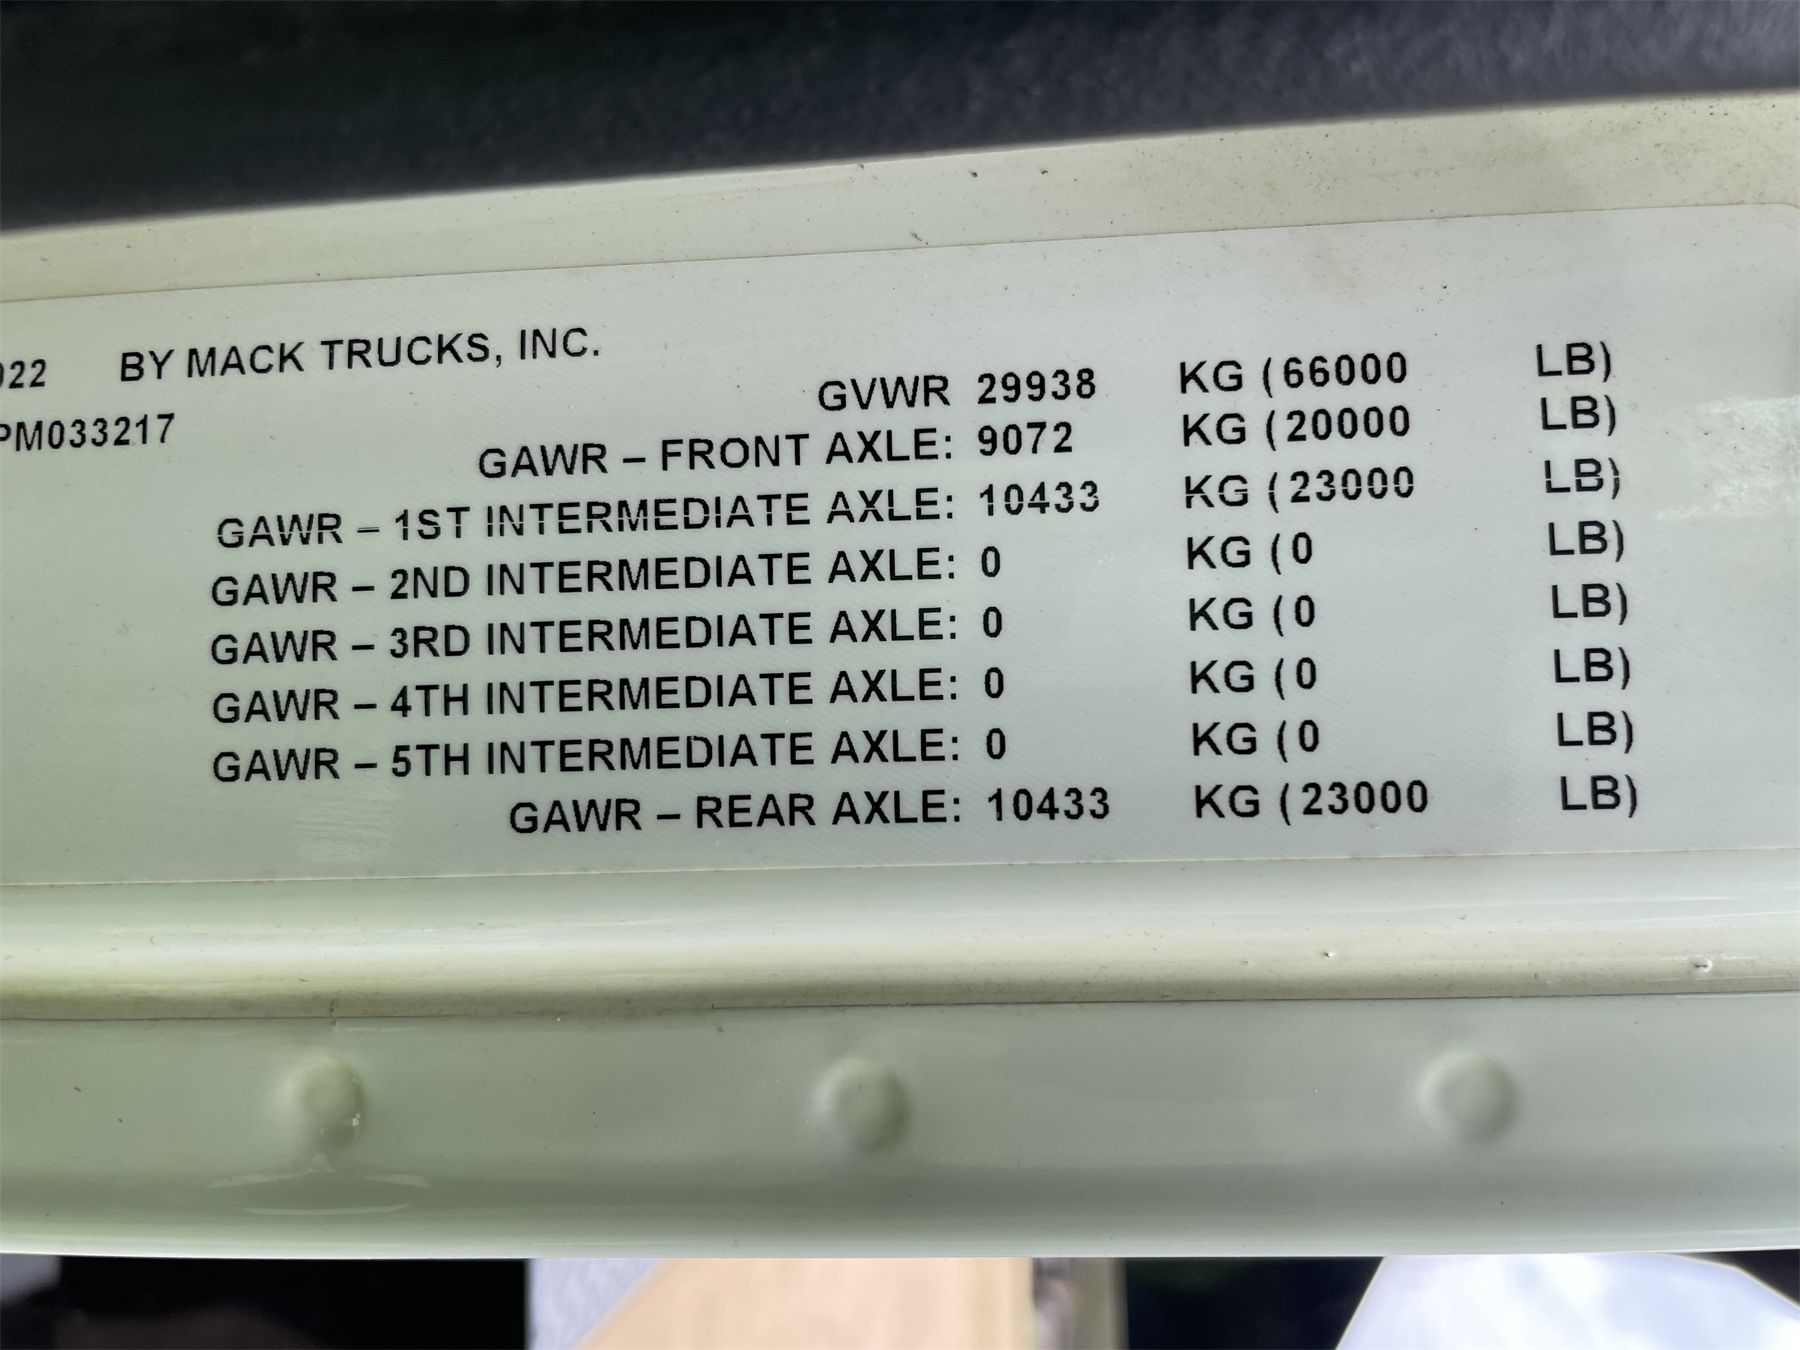 022 BY MACK TRUCKS, INC.
GVWR 29938 KG (66000 LB)
PM033217
GAWR – FRONT AXLE: 9072 KG (20000 LB)
GAWR – 1ST INTERMEDIATE AXLE: 10433 KG (23000 LB)
GAWR – 2ND INTERMEDIATE AXLE: 0 KG (0 LB)
GAWR – 3RD INTERMEDIATE AXLE: 0 KG (0 LB)
GAWR – 4TH INTERMEDIATE AXLE: 0 KG (0 LB)
GAWR – 5TH INTERMEDIATE AXLE: 0 KG (0 LB)
GAWR – REAR AXLE: 10433 KG (23000 LB)